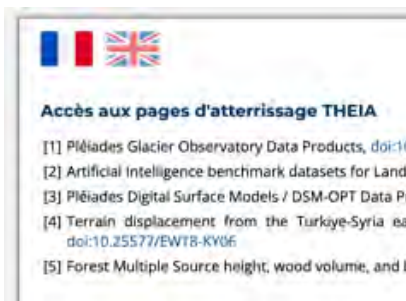 Accès aux pages d'atterrissage THEIA
[1] Pléiades Glacier Observatory Data Products, doi:1
[2] Artificial Intelligence benchmark datasets for Land
[3] Pléiades Digital Surface Models / DSM-OPT Data P
[4] Terrain displacement from the Turkiye-Syria ea
doi:10.25577/EWT8-KY06
[5] Forest Multiple Source height, wood volume, and